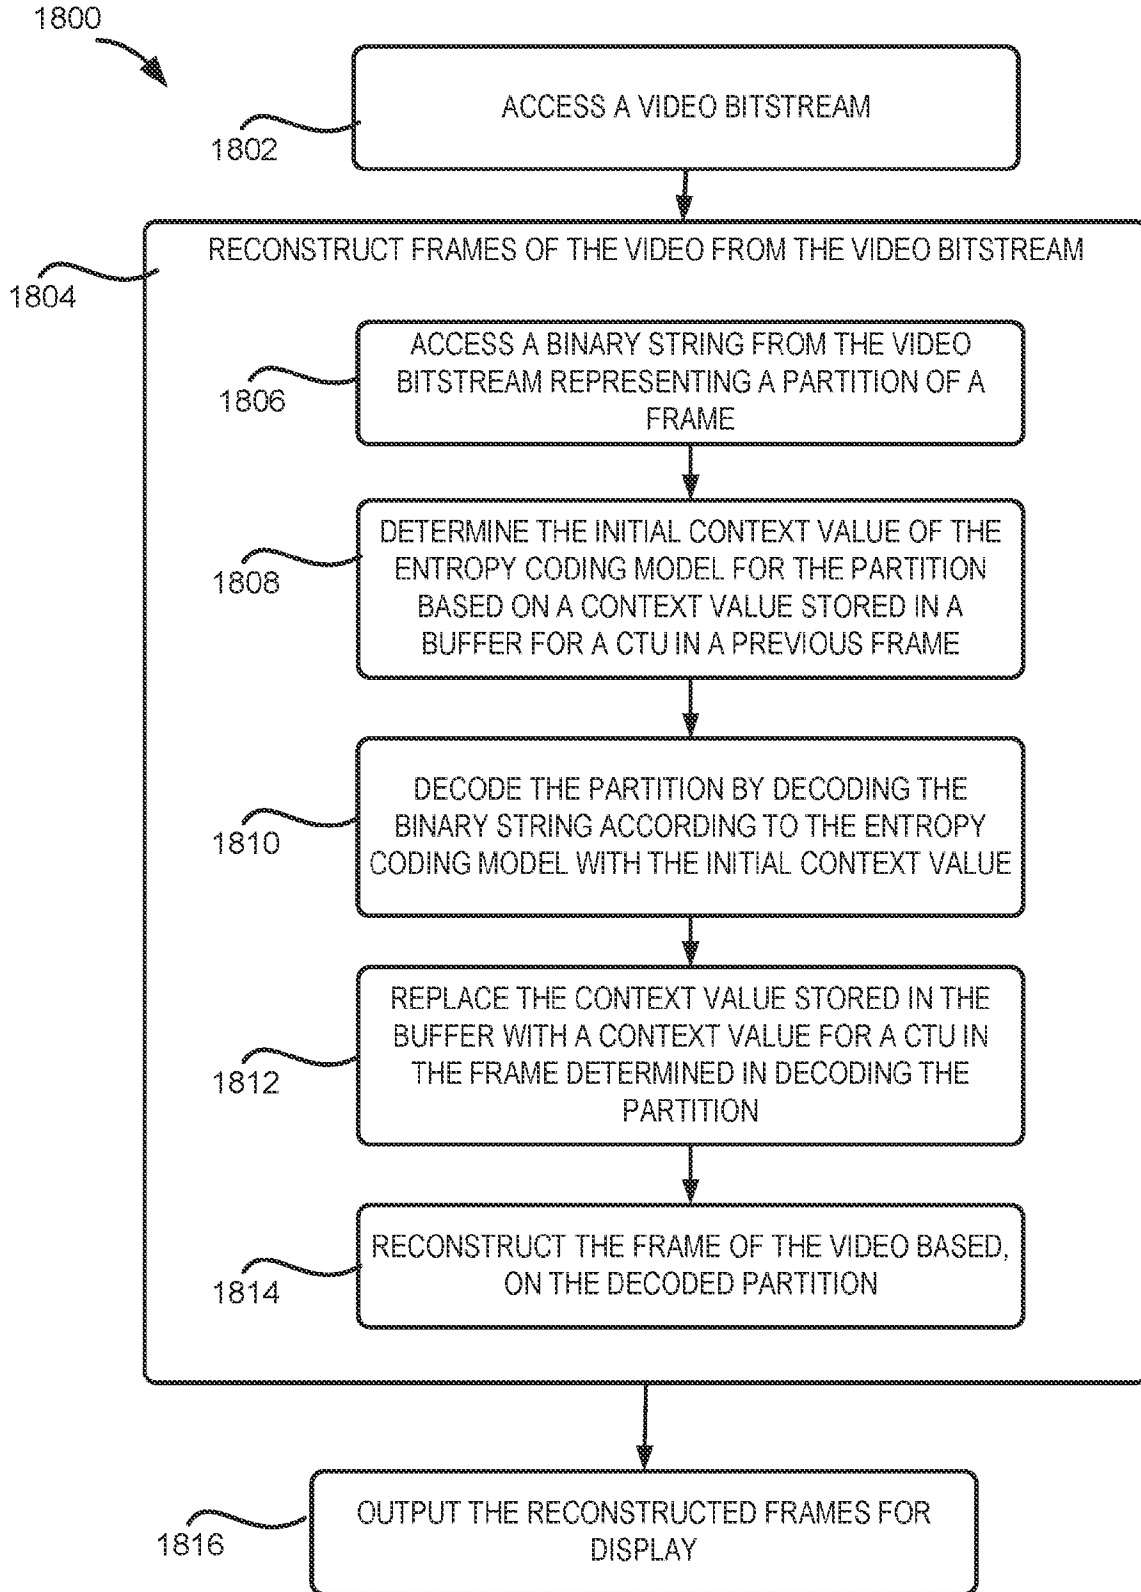 1800
ACCESS A VIDEO BITSTREAM
1802
RECONSTRUCT FRAMES OF THE VIDEO FROM THE VIDEO BITSTREAM
1804
ACCESS A BINARY STRING FROM THE VIDEO
BITSTREAM REPRESENTING A PARTITION OF A
FRAME
1806
DETERMINE THE INITIAL CONTEXT VALUE OF THE
ENTROPY CODING MODEL FOR THE PARTITION
BASED ON A CONTEXT VALUE STORED IN A
BUFFER FOR A CTU IN A PREVIOUS FRAME
1808
DECODE THE PARTITION BY DECODING THE
BINARY STRING ACCORDING TO THE ENTROPY
CODING MODEL WITH THE INITIAL CONTEXT VALUE
1810
REPLACE THE CONTEXT VALUE STORED IN THE
BUFFER WITH A CONTEXT VALUE FOR A CTU IN
THE FRAME DETERMINED IN DECODING THE
PARTITION
1812
RECONSTRUCT THE FRAME OF THE VIDEO BASED,
ON THE DECODED PARTITION
1814
OUTPUT THE RECONSTRUCTED FRAMES FOR
DISPLAY
1816